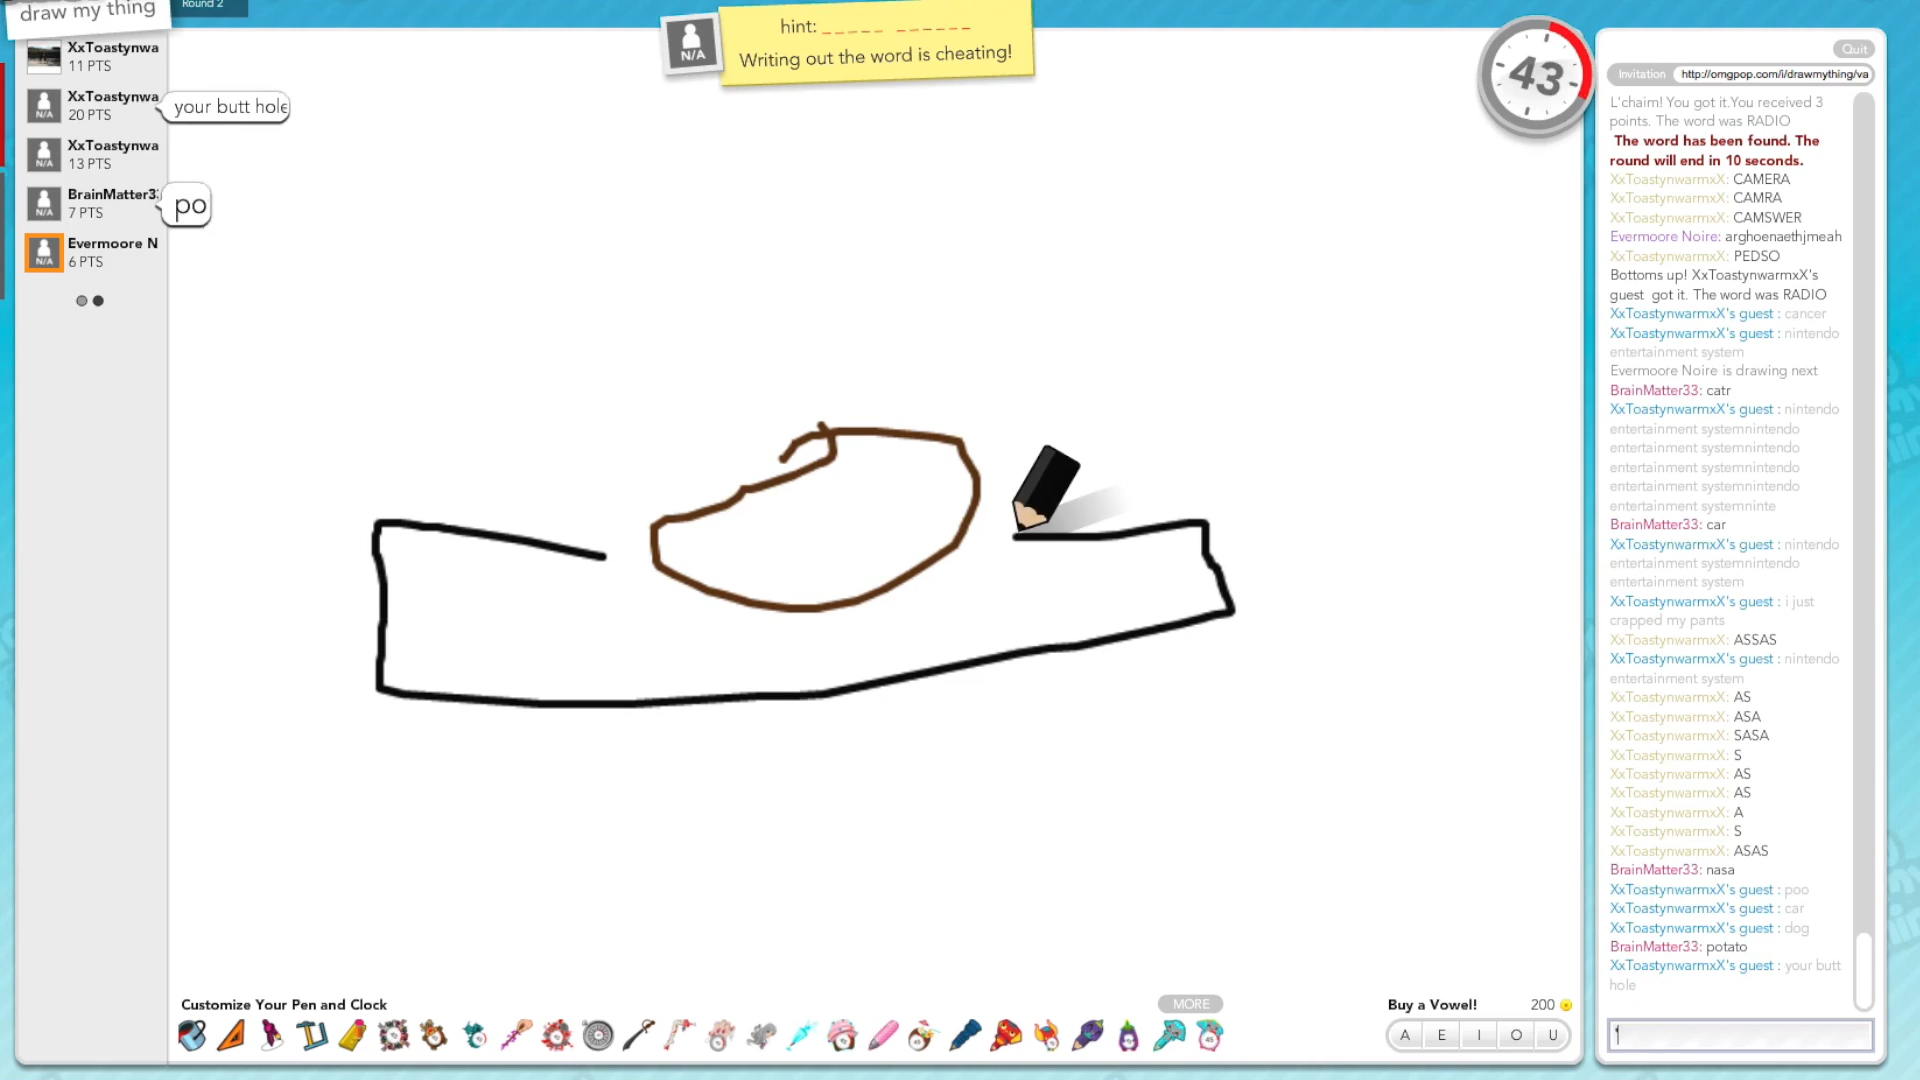 draw my thing
Round 2
XxToastynwa
11 PTS
N/A
XxToastynwa
20 PTS
your butt hole
N/A
XxToastynwa
13 PTS
N/A
BrainMatter33
7 PTS
po
N/A
Evermoore N
6 PTS
N/A
hint: _ _ _ _ _ _ _ _ _ _ _
Writing out the word is cheating!
43
Quit
Invitation http://omgpop.com/i/drawmything/va
L'chaim! You got it.You received 3
points. The word was RADIO
The word has been found. The
round will end in 10 seconds.
XxToastynwarmxX: CAMERA
XxToastynwarmxX: CAMRA
XxToastynwarmxX: CAMSWER
Evermoore Noire: arghoenaethjmeah
XxToastynwarmxX: PEDSO
Bottoms up! XxToastynwarmxX's
guest got it. The word was RADIO
XxToastynwarmxX's guest : cancer
XxToastynwarmxX's guest : nintendo
entertainment system
Evermoore Noire is drawing next
BrainMatter33: catr
XxToastynwarmxX's guest : nintendo
entertainment systemnintendo
entertainment systemnintendo
entertainment systemnintendo
entertainment systemnintendo
entertainment systemninte
BrainMatter33: car
XxToastynwarmxX's guest : nintendo
entertainment systemnintendo
entertainment system
XxToastynwarmxX's guest : i just
crapped my pants
XxToastynwarmxX: ASSAS
XxToastynwarmxX's guest : nintendo
entertainment system
XxToastynwarmxX: AS
XxToastynwarmxX: ASA
XxToastynwarmxX: SASA
XxToastynwarmxX: S
XxToastynwarmxX: AS
XxToastynwarmxX: AS
XxToastynwarmxX: A
XxToastynwarmxX: S
XxToastynwarmxX: ASAS
BrainMatter33: nasa
XxToastynwarmxX's guest : poo
XxToastynwarmxX's guest : car
XxToastynwarmxX's guest : dog
BrainMatter33: potato
XxToastynwarmxX's guest : your butt
hole
Customize Your Pen and Clock
MORE
Buy a Vowel! 200
A E I O U